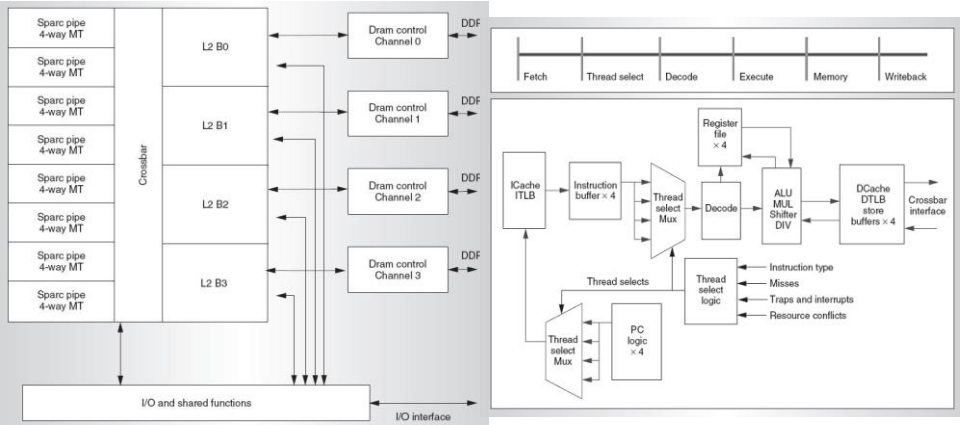 Sparc pipe
4-way MT
Sparc pipe
4-way MT
Sparc pipe
4-way MT
Sparc pipe
4-way MT
Sparc pipe
4-way MT
Sparc pipe
4-way MT
Sparc pipe
4-way MT
Sparc pipe
4-way MT
Crossbar
L2 B0
L2 B1
L2 B2
L2 B3
Dram control
Channel 0
DDR
Dram control
Channel 1
DDR
Dram control
Channel 2
DDR
Dram control
Channel 3
DDR
I/O and shared functions
I/O interface
Fetch
Thread select
Decode
Execute
Memory
Writeback
ICache
ITLB
Instruction
buffer × 4
Thread
select
Mux
Register
file
× 4
Decode
ALU
MUL
Shifter
DIV
DCache
DTLB
store
buffers × 4
Crossbar
interface
Thread selects
Thread
select
logic
Instruction type
Misses
Traps and interrupts
Resource conflicts
Thread
select
Mux
PC
logic
× 4